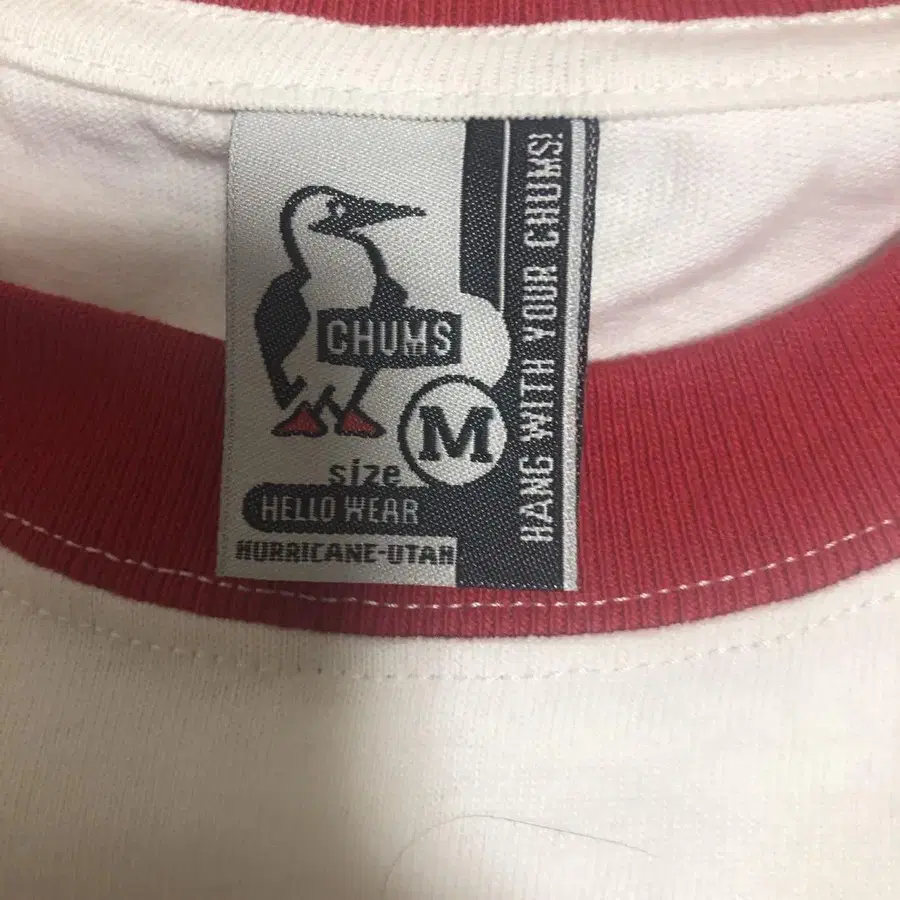 CHUMS
M
size
HELLO WEAR
HURRICANE-UTAH
HANG WITH YOUR CHUMS!